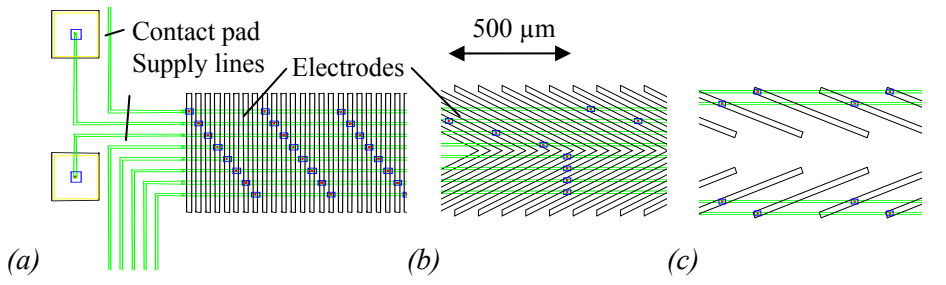 Contact pad
Supply lines
Electrodes
500 µm
(a)
(b)
(c)